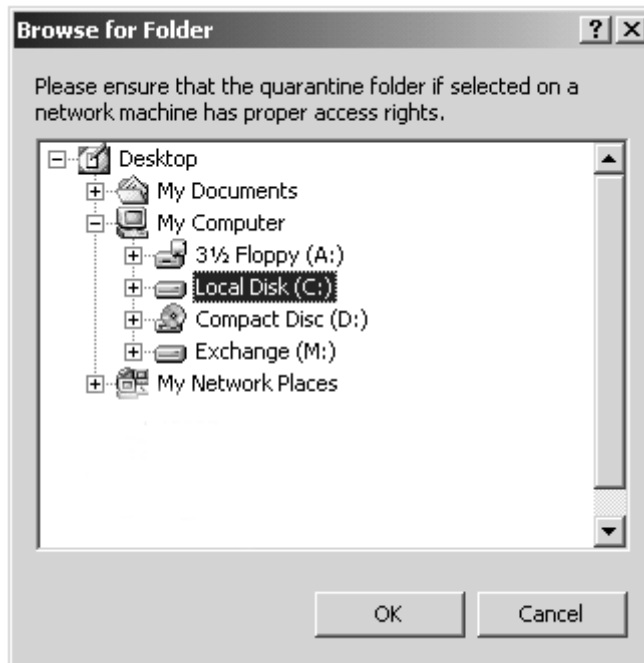 Browse for Folder
Please ensure that the quarantine folder if selected on a
network machine has proper access rights.
Desktop
My Documents
My Computer
3½ Floppy (A:)
Local Disk (C:)
Compact Disc (D:)
Exchange (M:)
My Network Places
OK Cancel